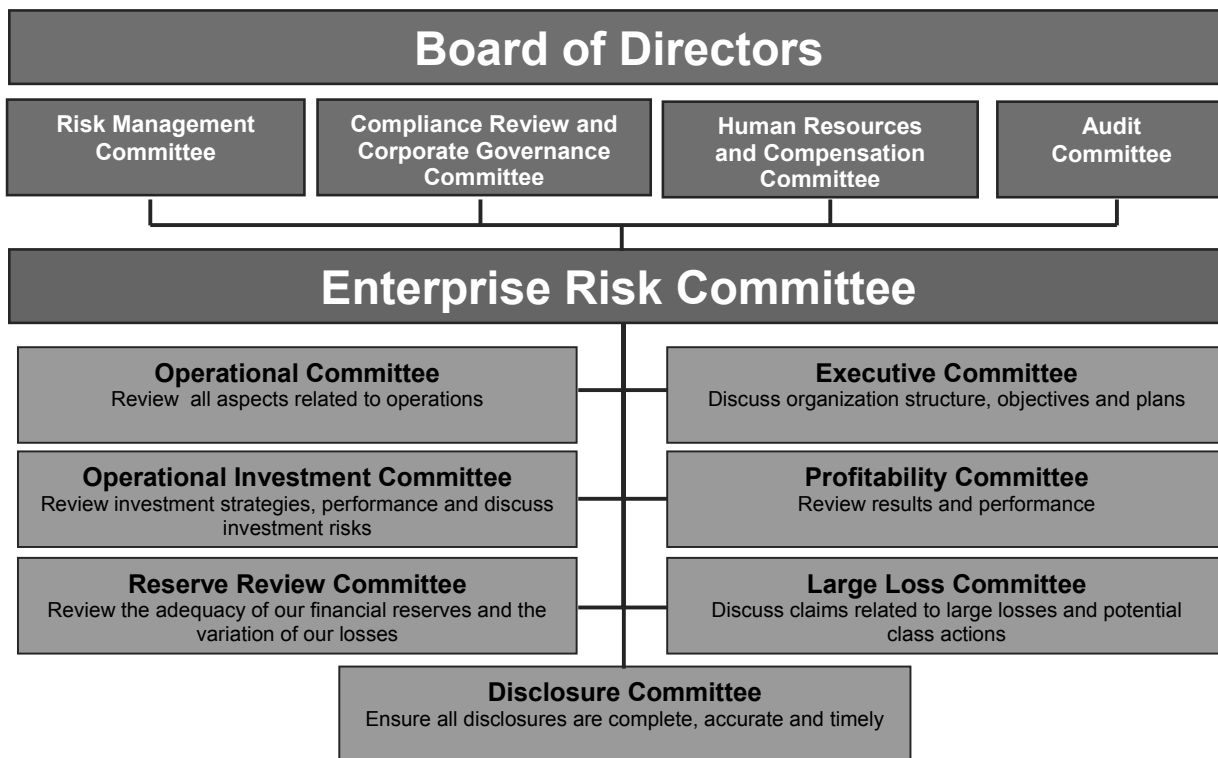 Board of Directors
Risk Management
Committee
Compliance Review and
Corporate Governance
Committee
Human Resources
and Compensation
Committee
Audit
Committee
Enterprise Risk Committee
Operational Committee
Review all aspects related to operations
Executive Committee
Discuss organization structure, objectives and plans
Operational Investment Committee
Review investment strategies, performance and discuss
investment risks
Profitability Committee
Review results and performance
Reserve Review Committee
Review the adequacy of our financial reserves and the
variation of our losses
Large Loss Committee
Discuss claims related to large losses and potential
class actions
Disclosure Committee
Ensure all disclosures are complete, accurate and timely